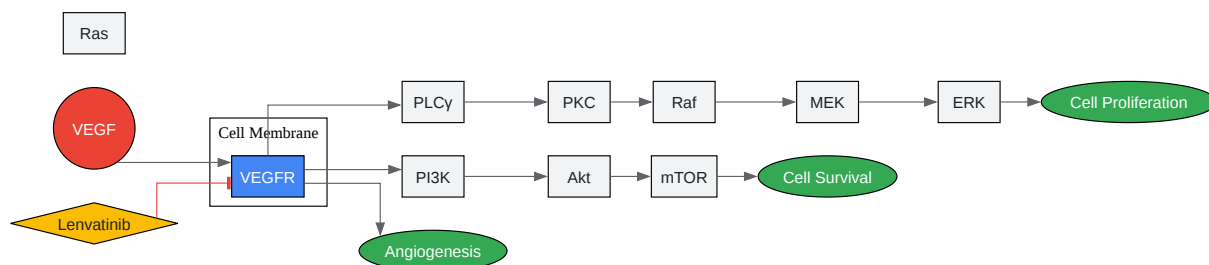 Ras
VEGF
Lenvatinib
Cell Membrane
VEGFR
PLCγ
PKC
Raf
MEK
ERK
Cell Proliferation
PI3K
Akt
mTOR
Cell Survival
Angiogenesis